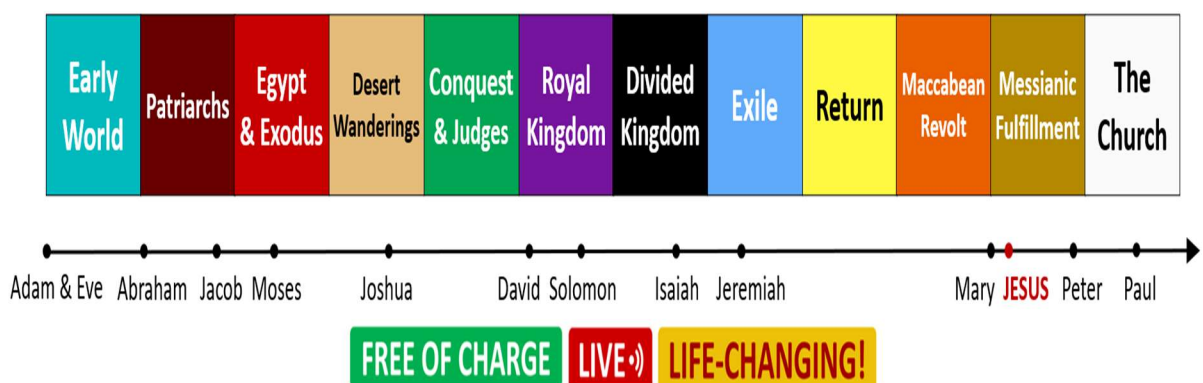 Early
World
Patriarchs
Egypt
& Exodus
Desert
Wanderings
Conquest
& Judges
Royal
Kingdom
Divided
Kingdom
Exile
Return
Maccabean
Revolt
Messianic
Fulfillment
The
Church
Adam & Eve Abraham Jacob Moses Joshua David Solomon Isaiah Jeremiah Mary JESUS Peter Paul
FREE OF CHARGE LIVE LIFE-CHANGING!